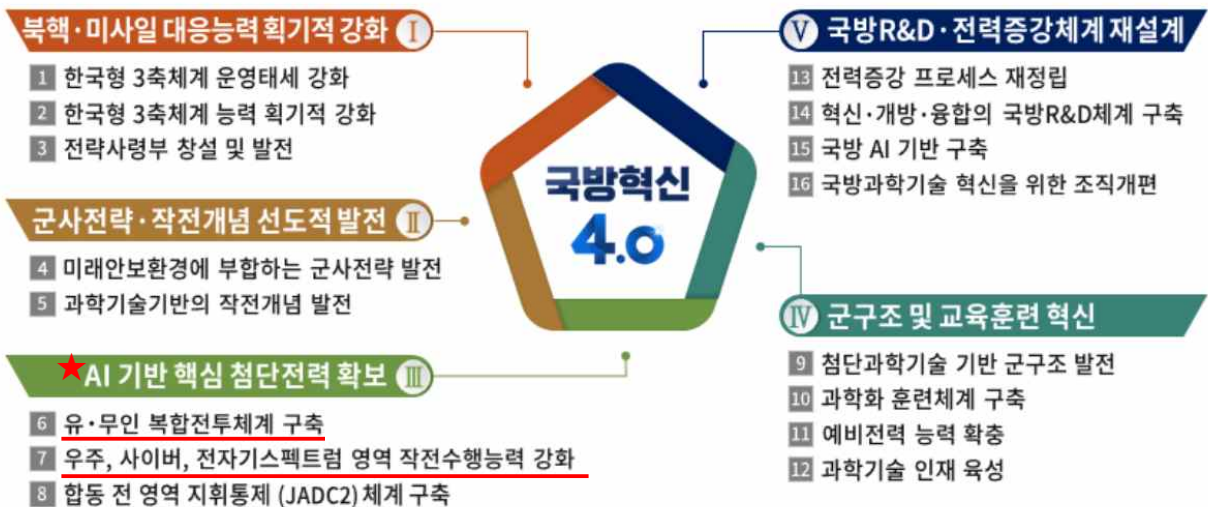 북핵·미사일 대응능력 획기적 강화 Ⅰ
1 한국형 3축체계 운영태세 강화
2 한국형 3축체계 능력 획기적 강화
3 전략사령부 창설 및 발전
군사전략·작전개념 선도적 발전 Ⅱ
4 미래안보환경에 부합하는 군사전략 발전
5 과학기술기반의 작전개념 발전
★AI 기반 핵심 첨단전력 확보 Ⅲ
6 유·무인 복합전투체계 구축
7 우주, 사이버, 전자기스펙트럼 영역 작전수행능력 강화
8 합동 전 영역 지휘통제 (JADC2) 체계 구축
국방혁신
4.0
Ⅴ 국방R&D·전력증강체계 재설계
13 전력증강 프로세스 재정립
14 혁신·개방·융합의 국방R&D체계 구축
15 국방 AI 기반 구축
16 국방과학기술 혁신을 위한 조직개편
Ⅳ 군구조 및 교육훈련 혁신
9 첨단과학기술 기반 군구조 발전
10 과학화 훈련체계 구축
11 예비전력 능력 확충
12 과학기술 인재 육성